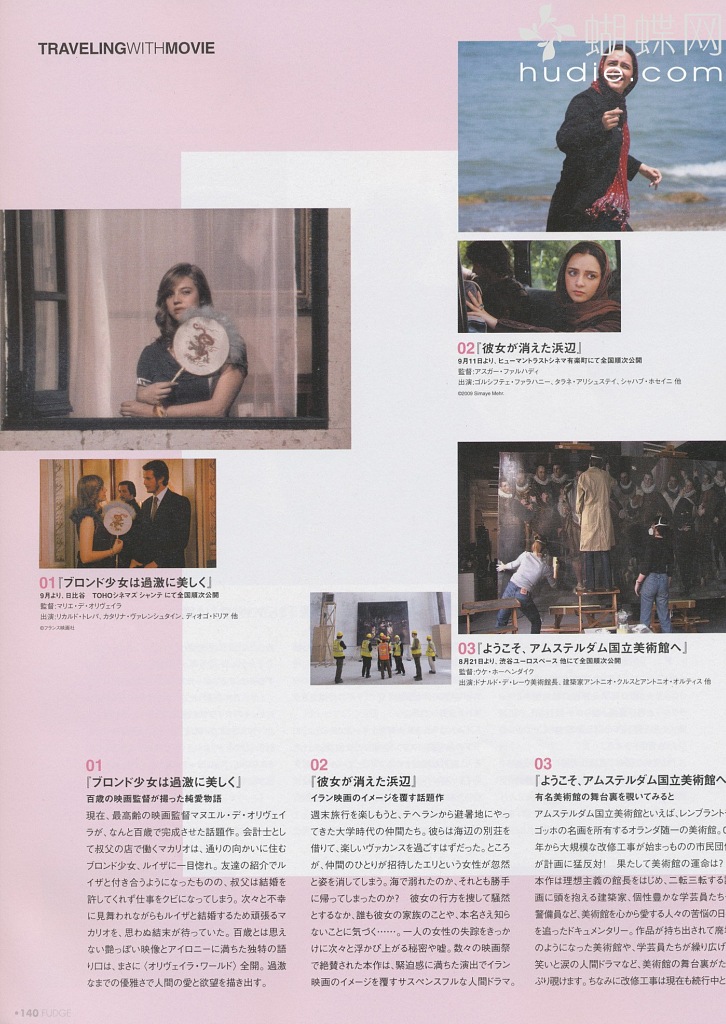 TRAVELINGWITHMOVIE
蝴蝶网
hudie.com
02『彼女が消えた浜辺』
9月11日より、ヒューマントラストシネマ有楽町にて全国順次公開
監督:アスガー・ファルハディ
出演:ゴルシフテェ・ファラハニー、タラネ・アリシュスティ、シャハブ・ホセイニ 他
©2009 Simaye Mehr.
01『ブロンド少女は過激に美しく』
9月より、日比谷 TOHOシネマズ シャンテ にて全国順次公開
監督:マリエ・デ・オリヴェイラ
出演:リカルド・トレパ、カタリナ・ヴァレンシュタイン、ディオゴ・ドリア 他
©フランス映画社
03『ようこそ、アムステルダム国立美術館へ』
8月21日より、渋谷ユーロスペース 他にて全国順次公開
監督:ウケ・ホーヘンダイク
出演:ドナルド・デ・レーウ美術館長、建築家アントニオ・クルスとアントニオ・オルティス 他
01
『ブロンド少女は過激に美しく』
百歳の映画監督が撮った純愛物語
現在、最高齢の映画監督マヌエル・デ・オリヴェイ
ラが、なんと百歳で完成させた話題作。会計士とし
て叔父の店で働くマカリオは、通りの向かいに住む
ブロンド少女、ルイザに一目惚れ。友達の紹介でル
イザと付き合うようになったものの、叔父は結婚を
許してくれず仕事をクビになってしまう。次々と不幸
に見舞われながらもルイザと結婚するため頑張るマ
カリオを、思わぬ結末が待っていた。百歳とは思え
ない艶っぽい映像とアイロニーに満ちた独特の語
り口は、まさに〈オリヴェイラ・ワールド〉全開。過激
なまでの優雅さで人間の愛と欲望を描き出す。
02
『彼女が消えた浜辺』
イラン映画のイメージを覆す話題作
週末旅行を楽しもうと、テヘランから避暑地にやっ
てきた大学時代の仲間たち。彼らは海辺の別荘を
借りて、楽しいヴァカンスを過ごすはずだった。ところ
が、仲間のひとりが招待したエリという女性が忽然
と姿を消してしまう。海で溺れたのか、それとも勝手
に帰ってしまったのか? 彼女の行方を捜して騒然
とするなか、誰も彼女の家族のことや、本名さえ知ら
ないことに気づく……。一人の女性の失踪をきっか
けに次々と浮かび上がる秘密や嘘。数々の映画祭
で絶賛された本作は、緊迫感に満ちた演出でイラン
映画のイメージを覆すサスペンスフルな人間ドラマ。
03
『ようこそ、アムステルダム国立美術館へ
有名美術館の舞台裏を覗いてみると
アムステルダム国立美術館といえば、レンブラント
ゴッホの名画を所有するオランダ随一の美術館。
年から大規模な改修工事が始まったものの市民団
が計画に猛反対! 果たして美術館の運命は?
本作は理想主義の館長をはじめ、二転三転する
画に頭を抱える建築家、個性豊かな学芸員た
警備員など、美術館を心から愛する人々の苦悩の日
を追ったドキュメンタリー。作品が持ち出されて廃
のようになった美術館や、学芸員たちが繰り広
笑いと涙の人間ドラマなど、美術館の舞台裏がた
ぷり覗けます。ちなみに改修工事は現在も続行中と
•140 FUDGE